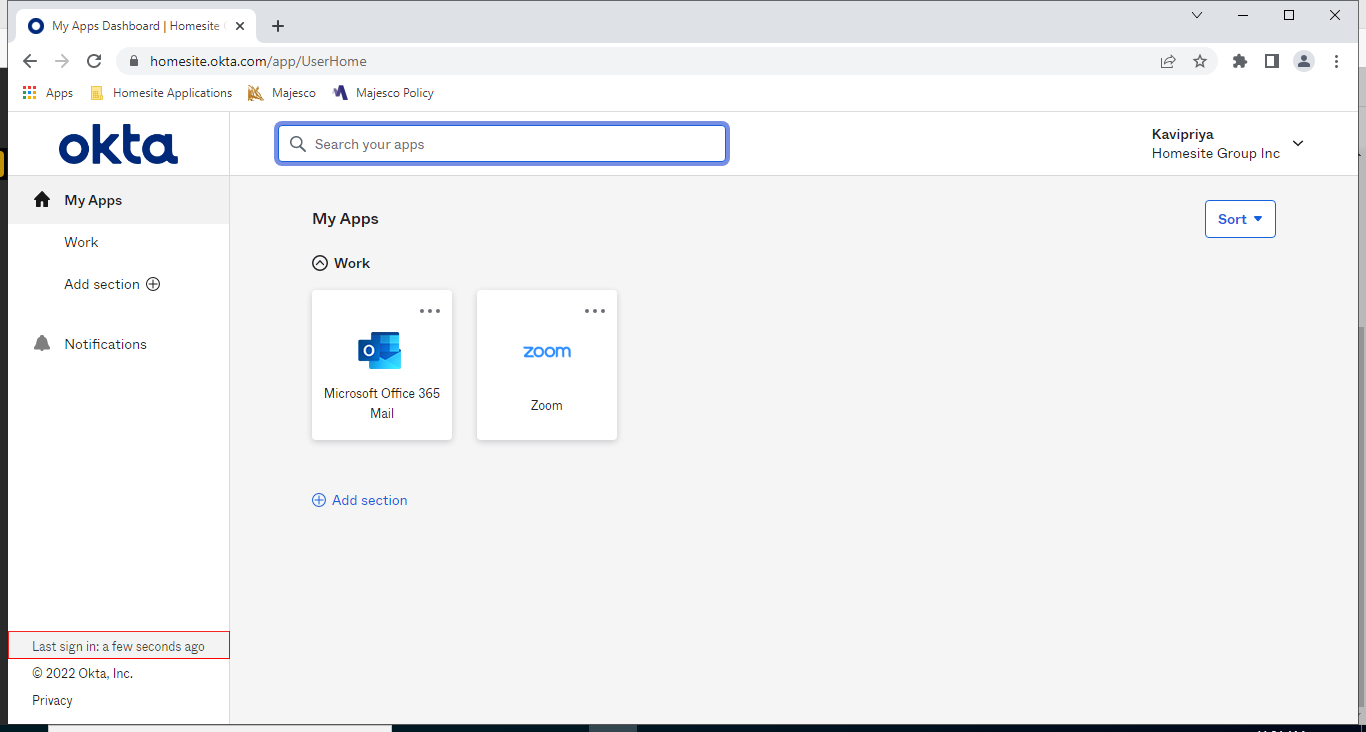 My Apps Dashboard | Homesite
homesite.okta.com/app/UserHome
Apps
Homesite Applications
Majesco
Majesco Policy
okta
Search your apps
Kavipriya
Homesite Group Inc
My Apps
Work
Add section
Notifications
My Apps
Sort
Work
O
Microsoft Office 365
Mail
zoom
Zoom
Add section
Last sign in: a few seconds ago
© 2022 Okta, Inc.
Privacy